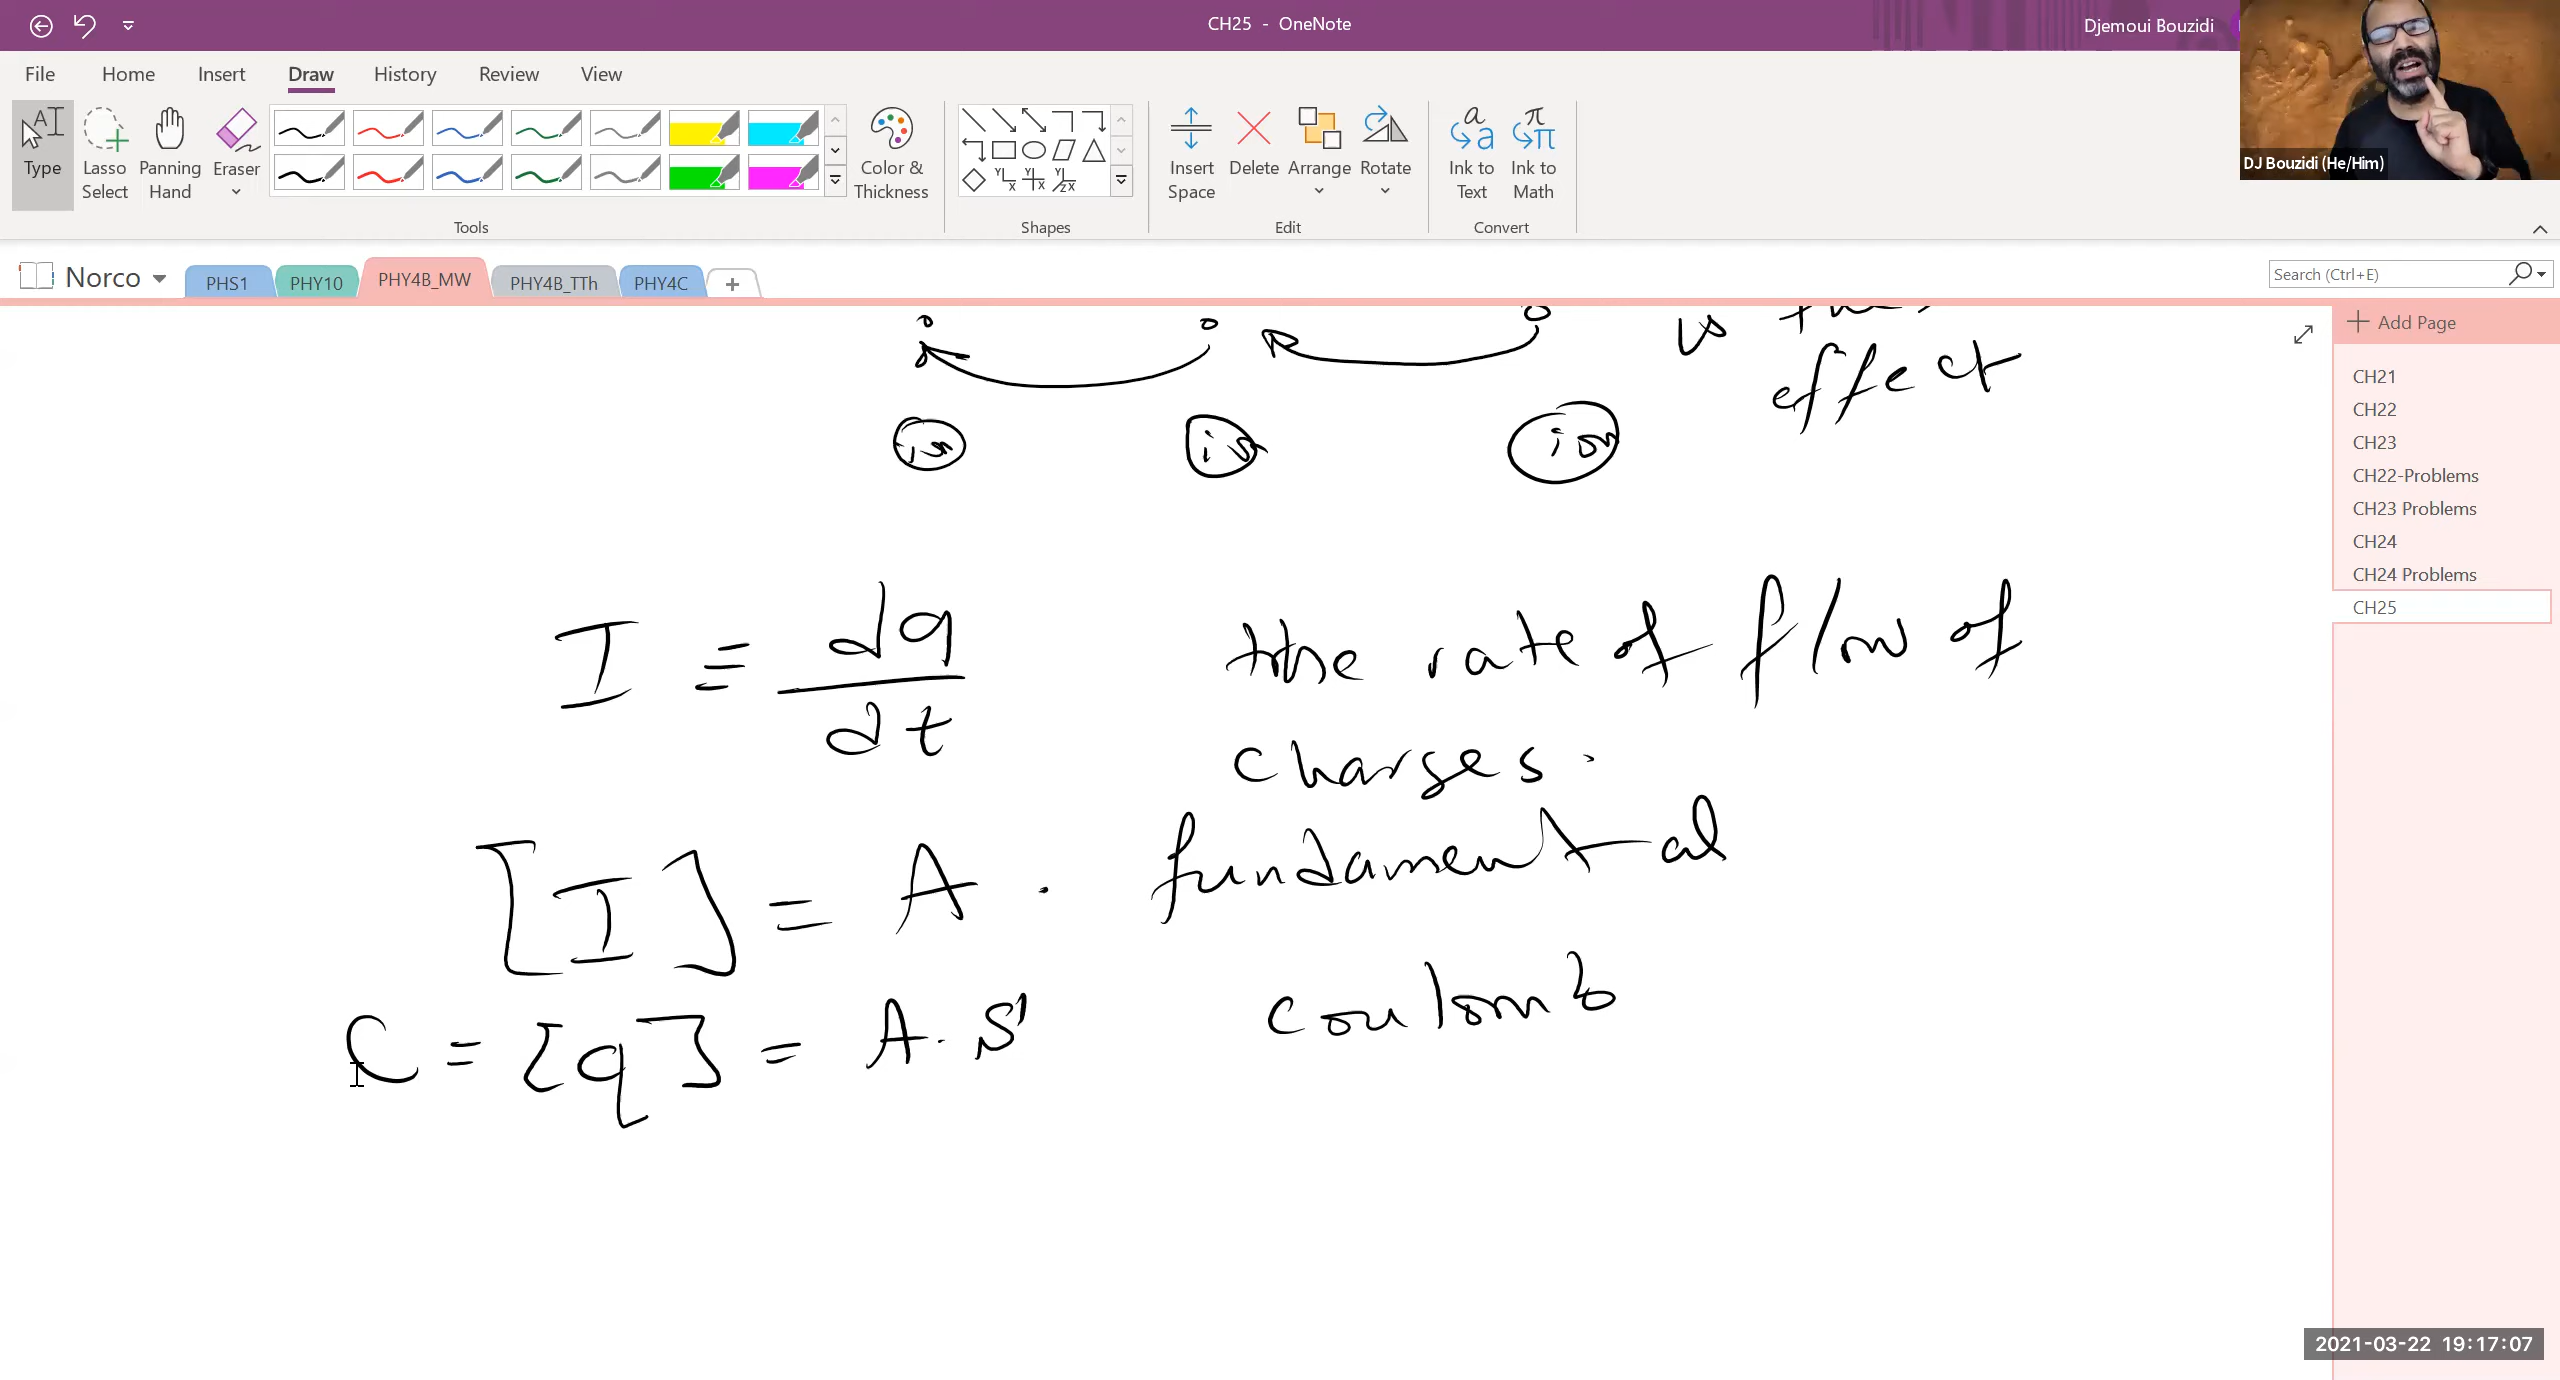 CH25 - OneNote
Djemoui Bouzidi
DJ Bouzidi (He/Him)
File Home Insert Draw History Review View
Type
Lasso Select
Panning Hand
Eraser
Color & Thickness
Insert Space
Delete
Arrange
Rotate
Ink to Text
Ink to Math
Tools
Shapes
Edit
Convert
Norco
PHS1 PHY10 PHY4B_MW PHY4B_TTh PHY4C +
Search (Ctrl+E)
Add Page
CH21
CH22
CH23
CH22-Problems
CH23 Problems
CH24
CH24 Problems
CH25
is
effect
ion ion ion
I ≡ dq/dt the rate of flow of
charges.
[I] = A. fundamental
C = [q] = A.S coulomb
2021-03-22 19:17:07